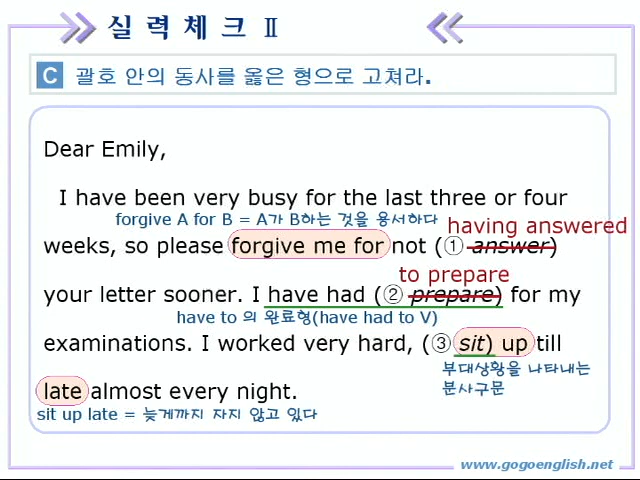 실 력 체 크 Ⅱ
C 괄호 안의 동사를 옳은 형으로 고쳐라.
Dear Emily,
I have been very busy for the last three or four
forgive A for B = A가 B하는 것을 용서하다
having answered
weeks, so please forgive me for not (① answer)
to prepare
your letter sooner. I have had (② prepare) for my
have to 의 완료형(have had to V)
examinations. I worked very hard, (③ sit) up till
부대상황을 나타내는
분사구문
late almost every night.
sit up late = 늦게까지 자지 않고 있다
www.gogoenglish.net